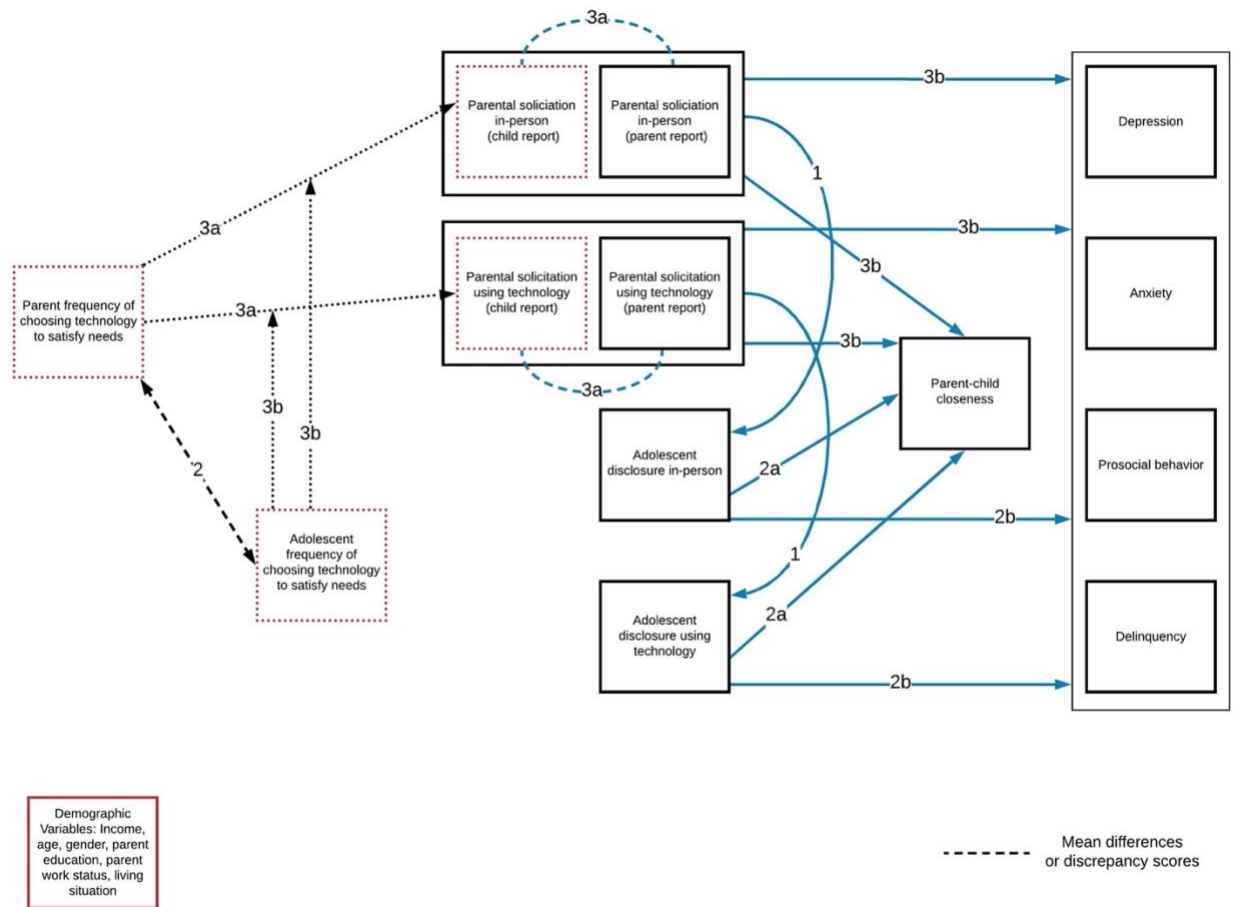 3a
Parental soliciation
in-person
(child report)
Parental soliciation
in-person
(parent report)
3b
Depression
1
3a
3b
3b
Parental solicitation
using technology
(child report)
Parental solicitation
using technology
(parent report)
Anxiety
Parent frequency of
choosing technology
to satisfy needs
3a
3b
3a
Parent-child
closeness
3b
3b
Adolescent
disclosure in-person
2a
Prosocial behavior
2
2b
Adolescent
frequency of
choosing technology
to satisfy needs
1
Adolescent
disclosure using
technology
2a
Delinquency
2b
Demographic
Variables: Income,
age, gender, parent
education, parent
work status, living
situation
Mean differences
or discrepancy scores